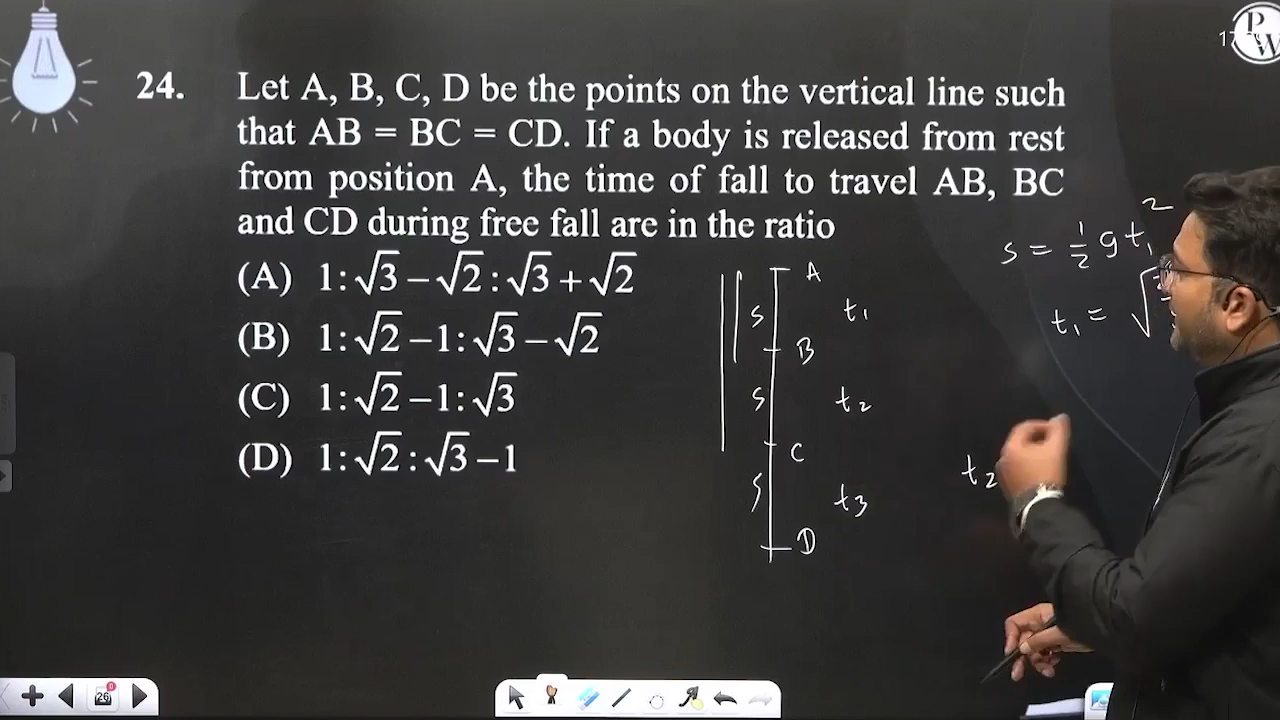 24. Let A, B, C, D be the points on the vertical line such
that AB = BC = CD. If a body is released from rest
from position A, the time of fall to travel AB, BC
and CD during free fall are in the ratio
(A) 1:√3 − √2:√3 + √2
(B) 1:√2 −1:√3 − √2
(C) 1:√2 −1:√3
(D) 1:√2:√3 −1
A
s t₁
B
s t₂
C
s t₃
D
s = ½ g t₁²
t₁ = √
t₂
P
W
17
26